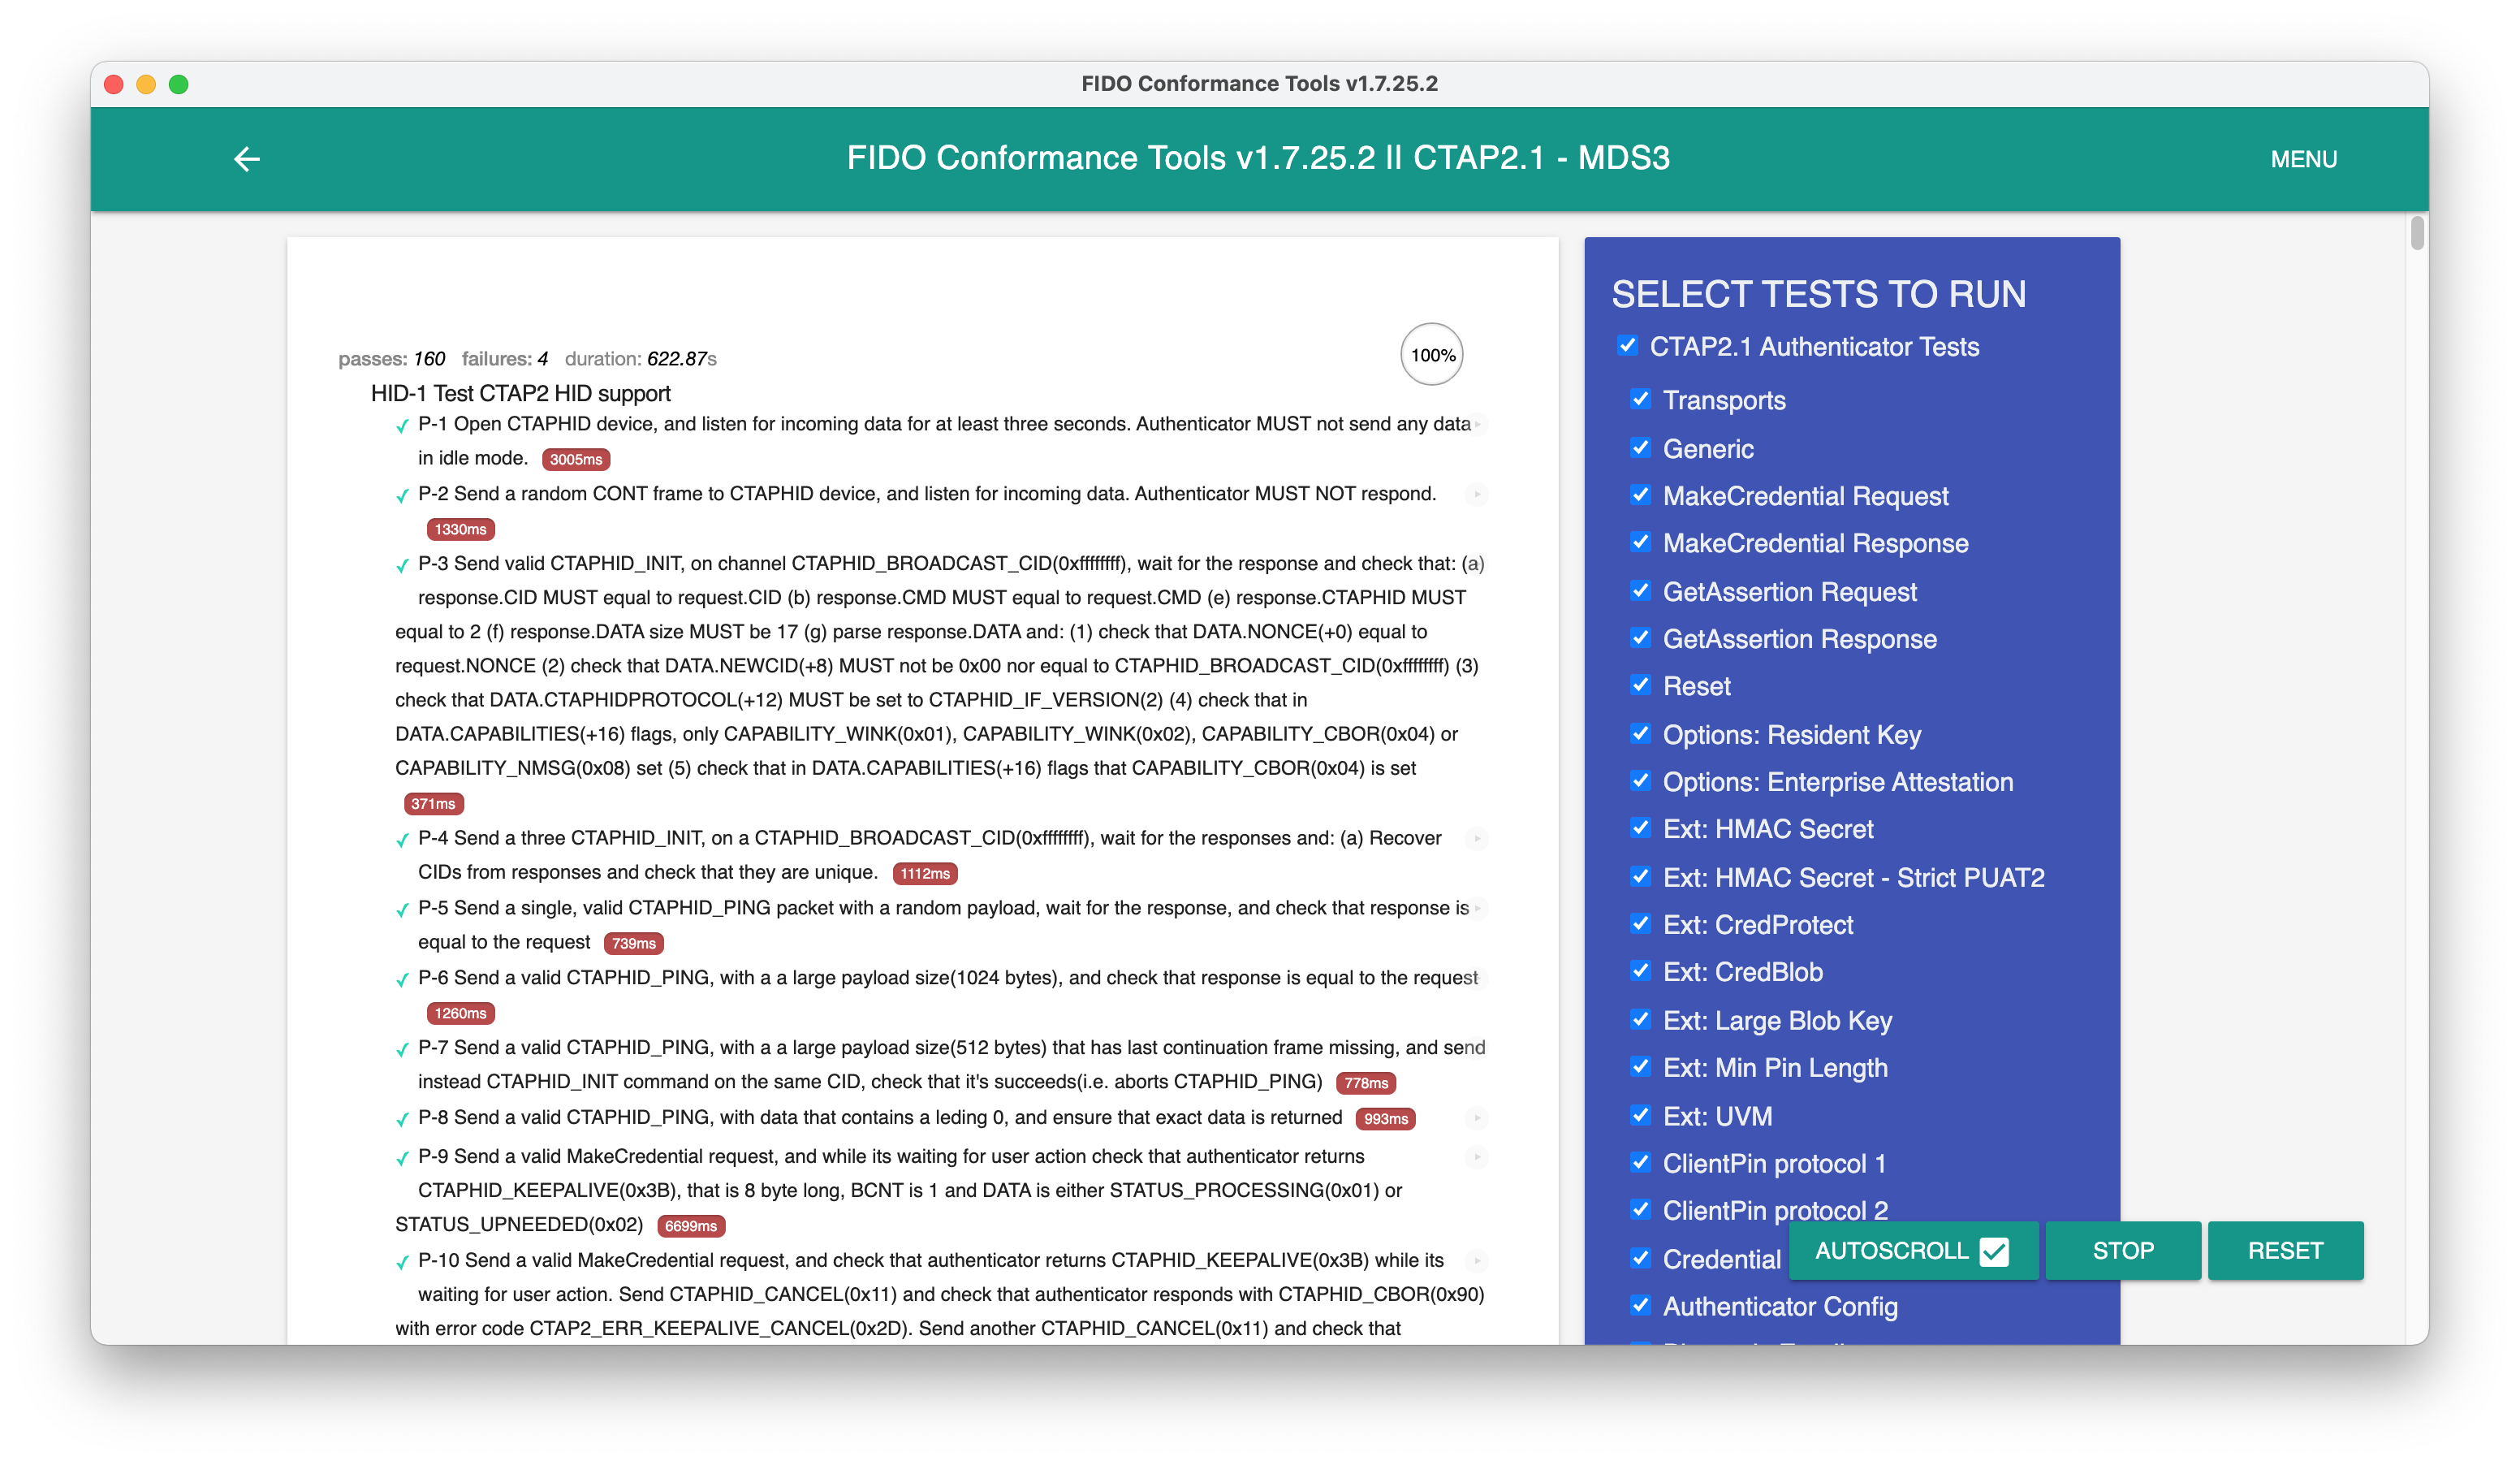 FIDO Conformance Tools v1.7.25.2
FIDO Conformance Tools v1.7.25.2 || CTAP2.1 - MDS3
MENU
passes: 160 failures: 4 duration: 622.87s
100%
HID-1 Test CTAP2 HID support
✓ P-1 Open CTAPHID device, and listen for incoming data for at least three seconds. Authenticator MUST not send any data
in idle mode. 3005ms
✓ P-2 Send a random CONT frame to CTAPHID device, and listen for incoming data. Authenticator MUST NOT respond.
1330ms
✓ P-3 Send valid CTAPHID_INIT, on channel CTAPHID_BROADCAST_CID(0xffffffff), wait for the response and check that: (a)
response.CID MUST equal to request.CID (b) response.CMD MUST equal to request.CMD (e) response.CTAPHID MUST
equal to 2 (f) response.DATA size MUST be 17 (g) parse response.DATA and: (1) check that DATA.NONCE(+0) equal to
request.NONCE (2) check that DATA.NEWCID(+8) MUST not be 0x00 nor equal to CTAPHID_BROADCAST_CID(0xffffffff) (3)
check that DATA.CTAPHIDPROTOCOL(+12) MUST be set to CTAPHID_IF_VERSION(2) (4) check that in
DATA.CAPABILITIES(+16) flags, only CAPABILITY_WINK(0x01), CAPABILITY_WINK(0x02), CAPABILITY_CBOR(0x04) or
CAPABILITY_NMSG(0x08) set (5) check that in DATA.CAPABILITIES(+16) flags that CAPABILITY_CBOR(0x04) is set
371ms
✓ P-4 Send a three CTAPHID_INIT, on a CTAPHID_BROADCAST_CID(0xffffffff), wait for the responses and: (a) Recover
CIDs from responses and check that they are unique. 1112ms
✓ P-5 Send a single, valid CTAPHID_PING packet with a random payload, wait for the response, and check that response is
equal to the request 739ms
✓ P-6 Send a valid CTAPHID_PING, with a a large payload size(1024 bytes), and check that response is equal to the request
1260ms
✓ P-7 Send a valid CTAPHID_PING, with a a large payload size(512 bytes) that has last continuation frame missing, and send
instead CTAPHID_INIT command on the same CID, check that it's succeeds(i.e. aborts CTAPHID_PING) 778ms
✓ P-8 Send a valid CTAPHID_PING, with data that contains a leding 0, and ensure that exact data is returned 993ms
✓ P-9 Send a valid MakeCredential request, and while its waiting for user action check that authenticator returns
CTAPHID_KEEPALIVE(0x3B), that is 8 byte long, BCNT is 1 and DATA is either STATUS_PROCESSING(0x01) or
STATUS_UPNEEDED(0x02) 6699ms
✓ P-10 Send a valid MakeCredential request, and check that authenticator returns CTAPHID_KEEPALIVE(0x3B) while its
waiting for user action. Send CTAPHID_CANCEL(0x11) and check that authenticator responds with CTAPHID_CBOR(0x90)
with error code CTAP2_ERR_KEEPALIVE_CANCEL(0x2D). Send another CTAPHID_CANCEL(0x11) and check that
SELECT TESTS TO RUN
CTAP2.1 Authenticator Tests
Transports
Generic
MakeCredential Request
MakeCredential Response
GetAssertion Request
GetAssertion Response
Reset
Options: Resident Key
Options: Enterprise Attestation
Ext: HMAC Secret
Ext: HMAC Secret - Strict PUAT2
Ext: CredProtect
Ext: CredBlob
Ext: Large Blob Key
Ext: Min Pin Length
Ext: UVM
ClientPin protocol 1
ClientPin protocol 2
Credential
Authenticator Config
AUTOSCROLL
STOP
RESET